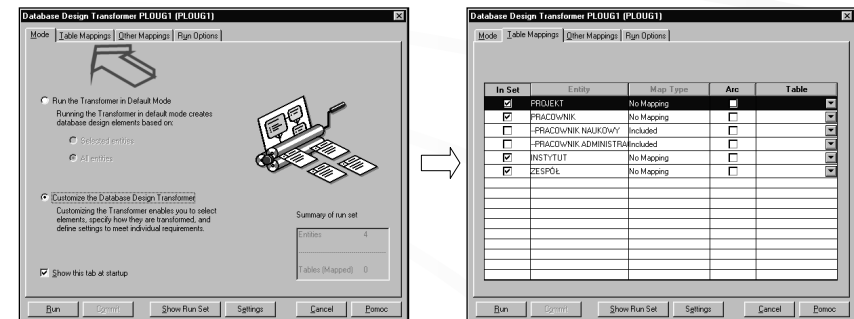 Database Design Transformer PLOUG1 (PLOUG1)
Mode Table Mappings Other Mappings Run Options
Run the Transformer in Default Mode
Running the Transformer in default mode creates
database design elements based on:
Selected entities
All entities
Customize the Database Design Transformer
Customizing the Transformer enables you to select
elements, specify how they are transformed, and
define settings to meet individual requirements.
Summary of run set
Entities 4
Tables (Mapped) 0
Show this tab at startup
Run Commit Show Run Set Settings Cancel Pomoc
Database Design Transformer PLOUG1 (PLOUG1)
Mode Table Mappings Other Mappings Run Options
In Set Entity Map Type Arc Table
PROJEKT No Mapping
PRACOWNIK No Mapping
--PRACOWNIK NAUKOWY Included
--PRACOWNIK ADMINISTRA Included
INSTYTUT No Mapping
ZESPÓŁ No Mapping
Run Commit Show Run Set Settings Cancel Pomoc